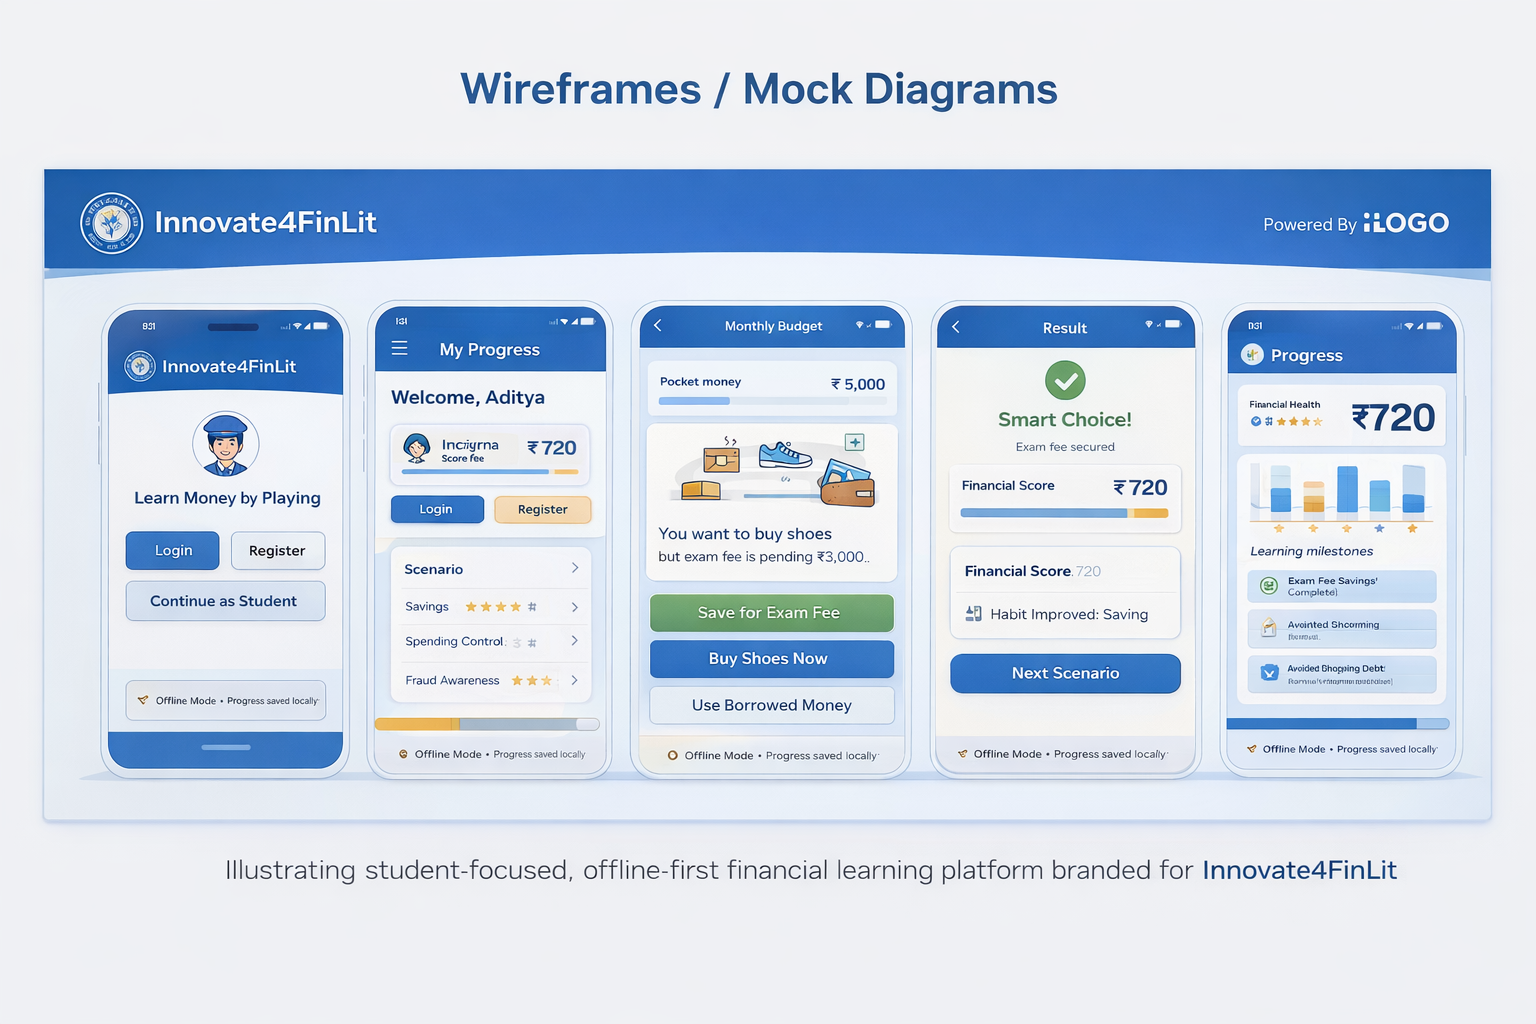 Wireframes / Mock Diagrams
Innovate4FinLit
Powered By
LOGO
Innovate4FinLit
Learn Money by Playing
Login
Register
Continue as Student
Offline Mode • Progress saved locally
My Progress
Welcome, Aditya
Score fee
₹ 720
Login
Register
Scenario
Savings
Spending Control
Fraud Awareness
Offline Mode • Progress saved locally
Monthly Budget
Pocket money
₹ 5,000
You want to buy shoes
but exam fee is pending ₹3,000..
Save for Exam Fee
Buy Shoes Now
Use Borrowed Money
Offline Mode • Progress saved locally
Result
Smart Choice!
Exam fee secured
Financial Score
₹ 720
Financial Score 720
Habit Improved: Saving
Next Scenario
Offline Mode • Progress saved locally
Progress
Financial Health
₹720
Learning milestones
Exam Fee Savings'
Avoided
Offline Mode • Progress saved locally
Illustrating student-focused, offline-first financial learning platform branded for Innovate4FinLit